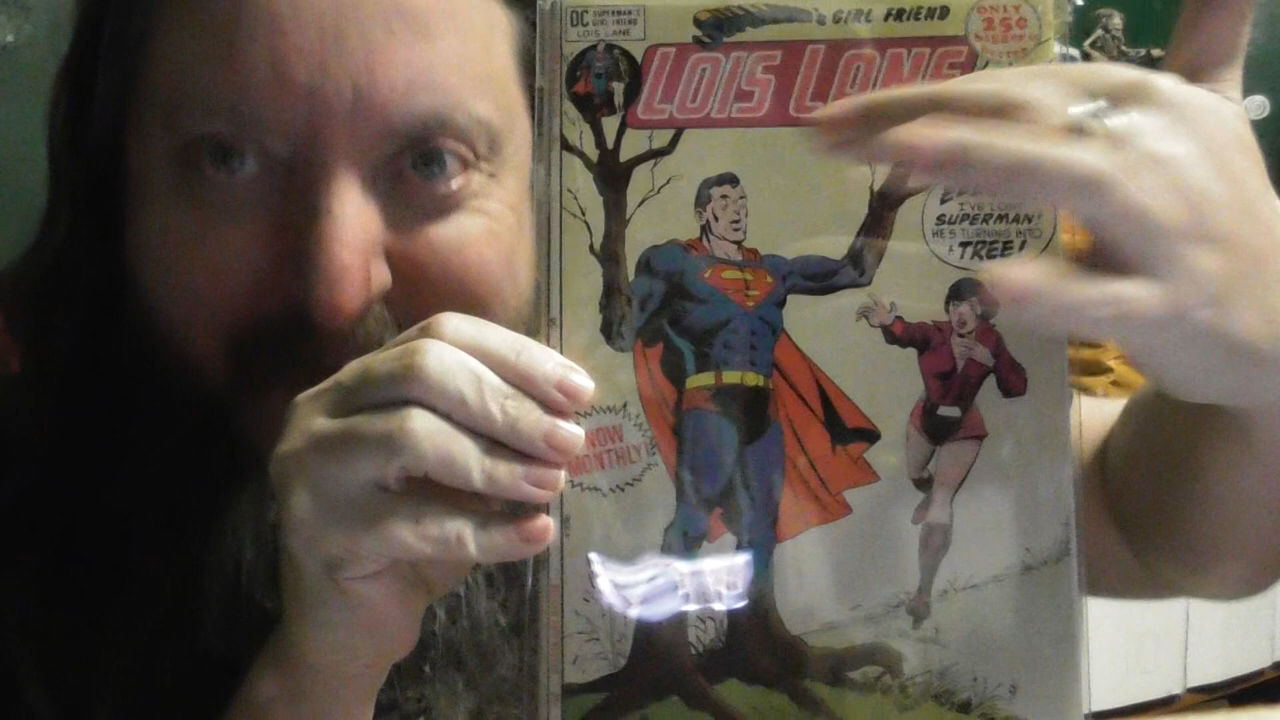 DC SUPERMAN'S
GIRL FRIEND
LOIS LANE
GIRL FRIEND
LOIS LANE
ONLY
25¢
I'VE LOST
SUPERMAN!
HE'S TURNING INTO
A TREE!
NOW
MONTHLY!